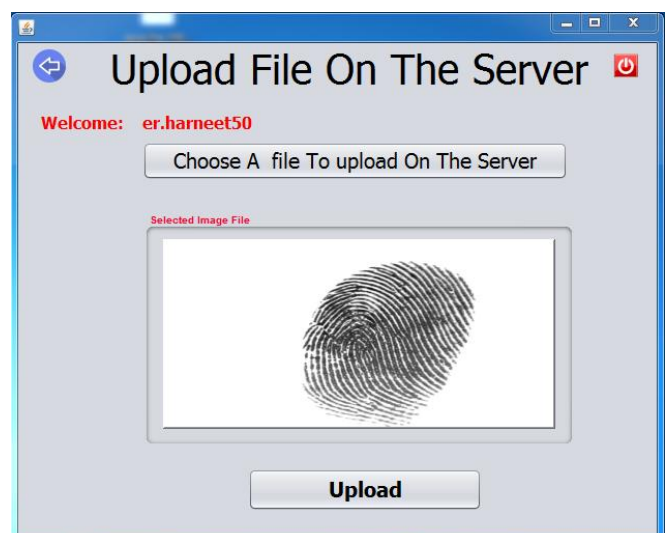 Upload File On The Server
Welcome: er.harneet50
Choose A file To upload On The Server
Selected Image File
Upload